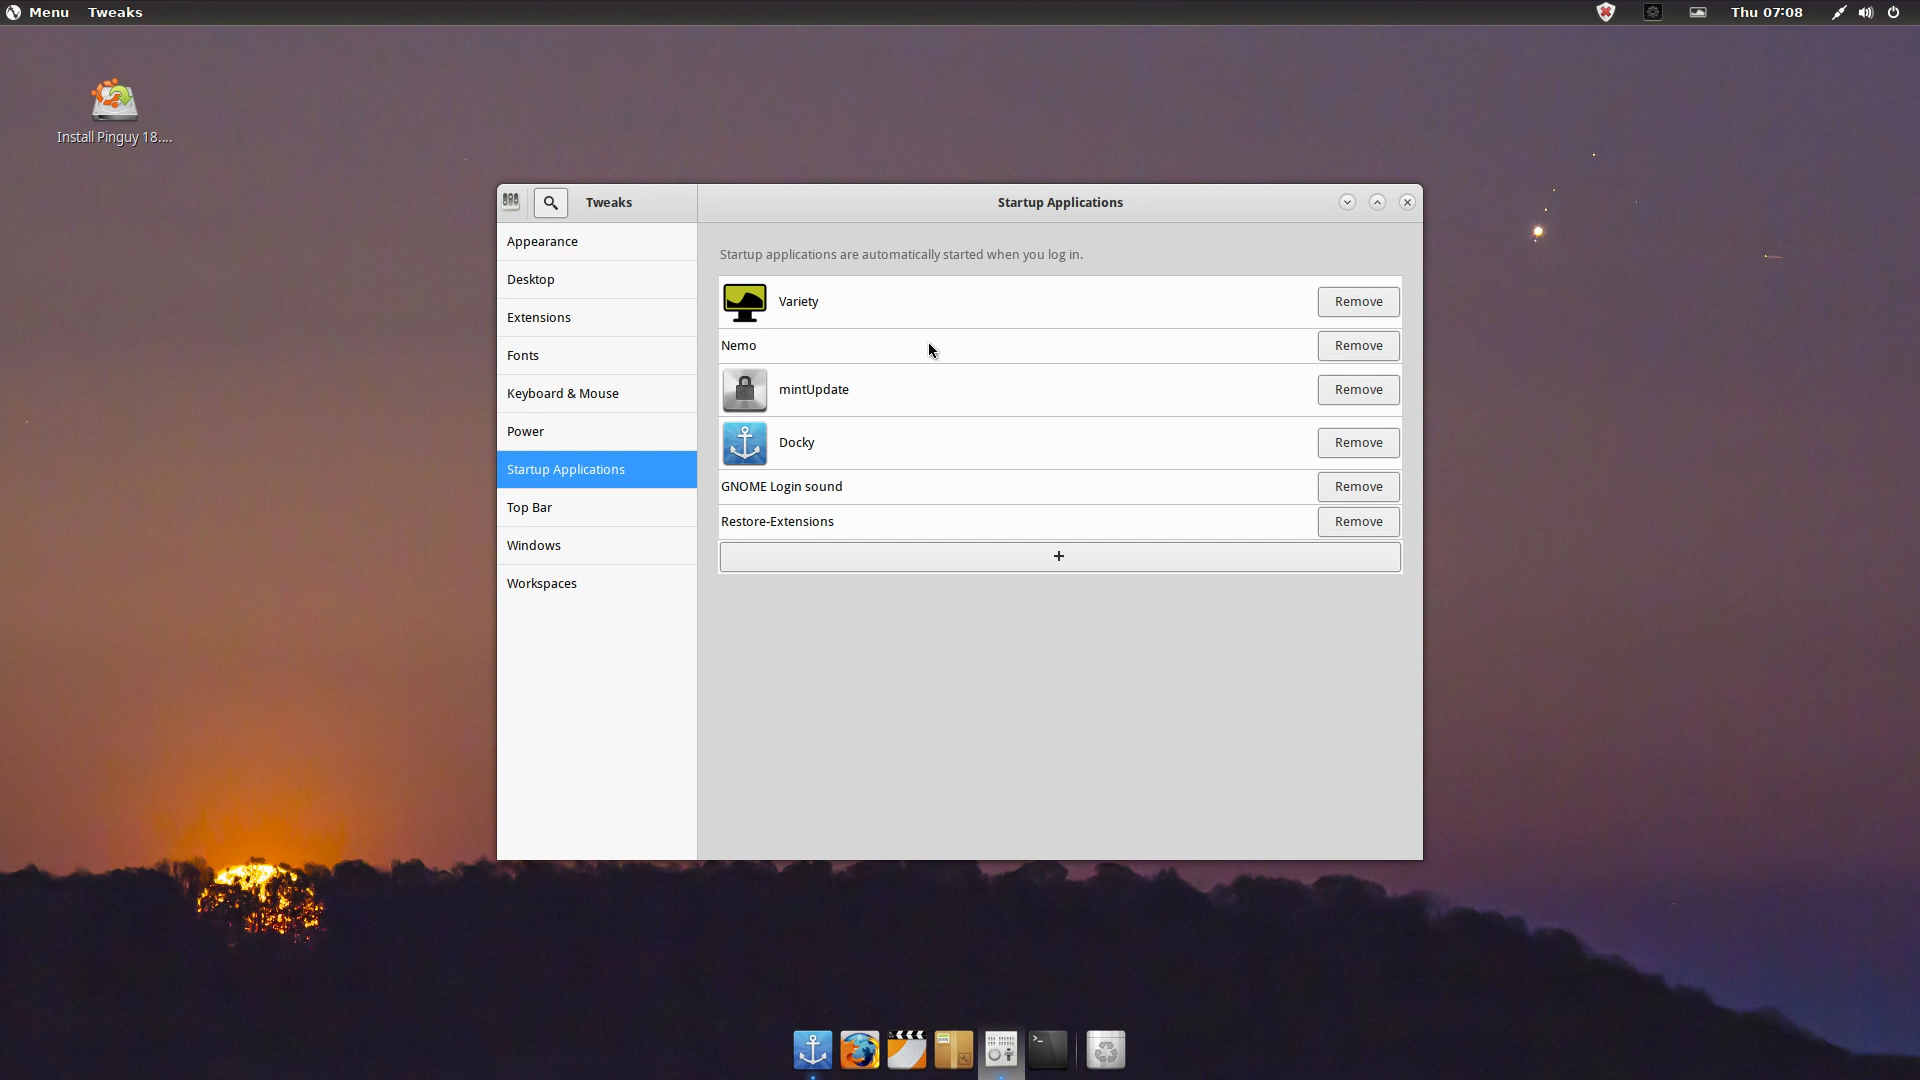 Menu Tweaks
Thu 07:08
Install Pinguy 18....
Tweaks
Startup Applications
Appearance
Desktop
Extensions
Fonts
Keyboard & Mouse
Power
Startup Applications
Top Bar
Windows
Workspaces
Startup applications are automatically started when you log in.
Variety Remove
Nemo Remove
mintUpdate Remove
Docky Remove
GNOME Login sound Remove
Restore-Extensions Remove
+